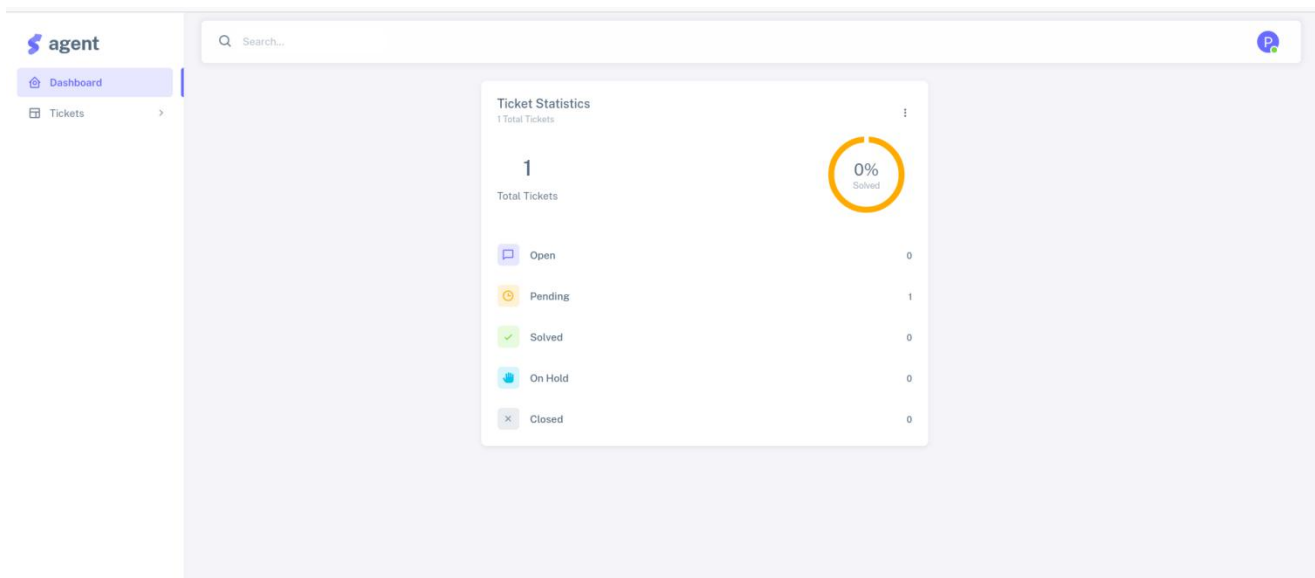 agent
Search...
P
Dashboard
Tickets
Ticket Statistics
1 Total Tickets
1
Total Tickets
0%
Solved
Open 0
Pending 1
Solved 0
On Hold 0
Closed 0